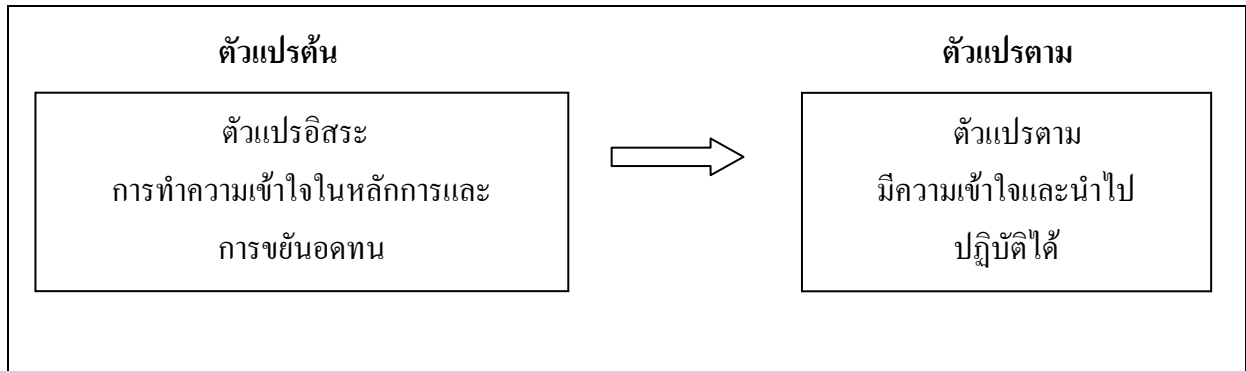 ตัวแปรต้น
ตัวแปรอิสระ
การทำความเข้าใจในหลักการและ
การขยันอดทน
ตัวแปรตาม
ตัวแปรตาม
มีความเข้าใจและนำไป
ปฏิบัติได้